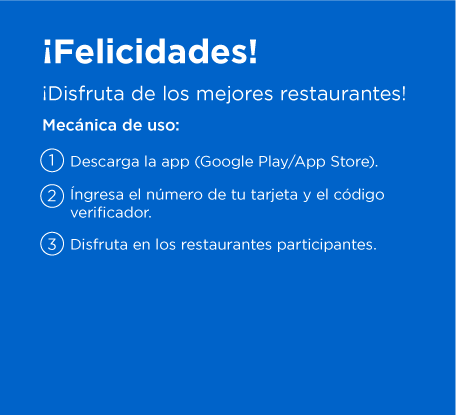 ¡Felicidades!
¡Disfruta de los mejores restaurantes!
Mecánica de uso:
1 Descarga la app (Google Play/App Store).
2 Íngresa el número de tu tarjeta y el código
verificador.
3 Disfruta en los restaurantes participantes.